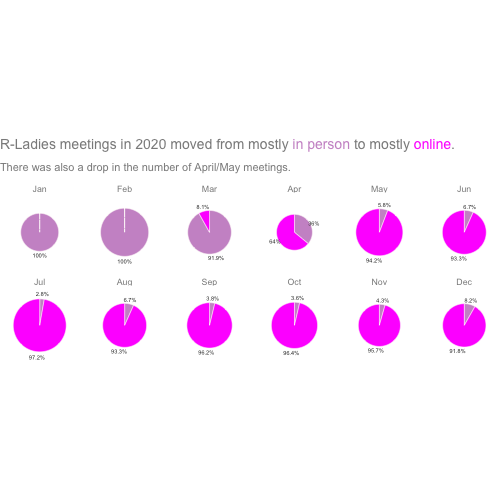 R-Ladies meetings in 2020 moved from mostly in person to mostly online.
There was also a drop in the number of April/May meetings.
Jan Feb Mar Apr May Jun
100% 100% 8.1% 91.9% 36% 64% 5.8% 94.2% 6.7% 93.3%
Jul Aug Sep Oct Nov Dec
2.8% 97.2% 6.7% 93.3% 3.8% 96.2% 3.6% 96.4% 4.3% 95.7% 8.2% 91.8%